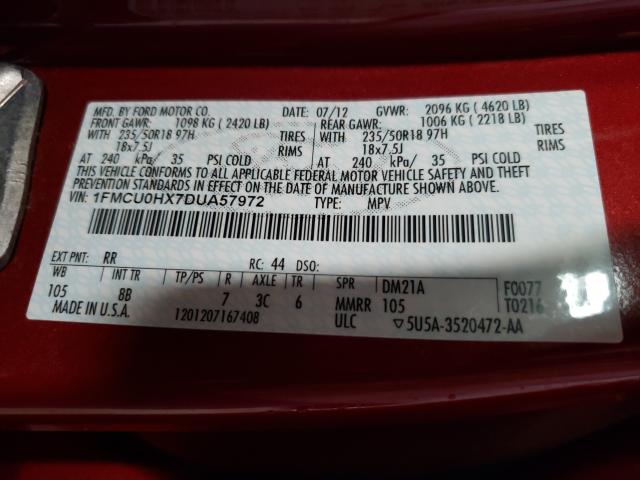 MFD. BY FORD MOTOR CO. DATE: 07/12 GVWR: 2096 KG ( 4620 LB)
FRONT GAWR: 1098 KG ( 2420 LB) REAR GAWR: 1006 KG ( 2218 LB)
WITH 235/50R18 97H TIRES WITH 235/50R18 97H TIRES
18x7.5J RIMS 18x7.5J RIMS
AT 240 kPa/ 35 PSI COLD AT 240 kPa/ 35 PSI COLD
THIS VEHICLE CONFORMS TO ALL APPLICABLE FEDERAL MOTOR VEHICLE SAFETY AND THEFT
PREVENTION STANDARDS IN EFFECT ON THE DATE OF MANUFACTURE SHOWN ABOVE.
VIN: 1FMCU0HX7DUA57972 TYPE: MPV
EXT PNT: RR RC: 44 DSO:
WB INT TR TP/PS R AXLE TR SPR DM21A F0077
105 8B 7 3C 6 MMRR 105 T0216
MADE IN U.S.A. 1201207167408 ULC ▽5U5A-3520472-AA